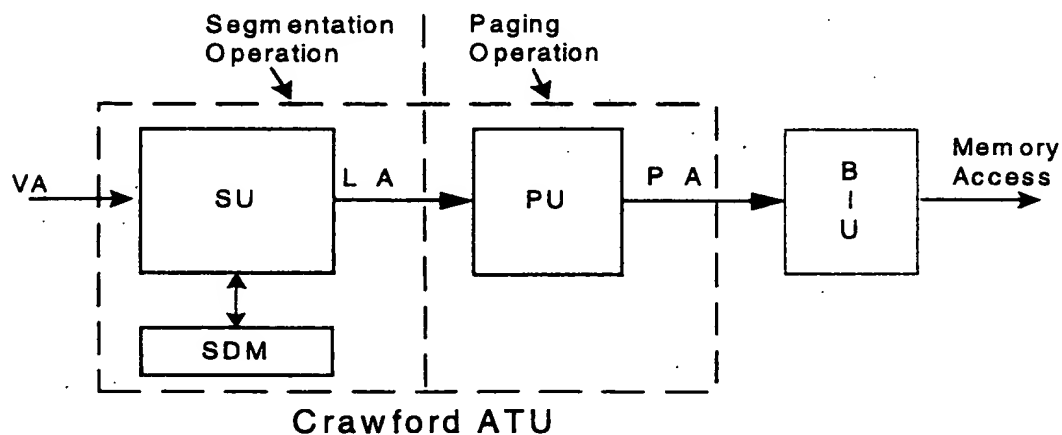 Segmentation
Operation
Paging
Operation
VA
SU
L A
PU
P A
B
I
U
Memory
Access
SDM
Crawford ATU